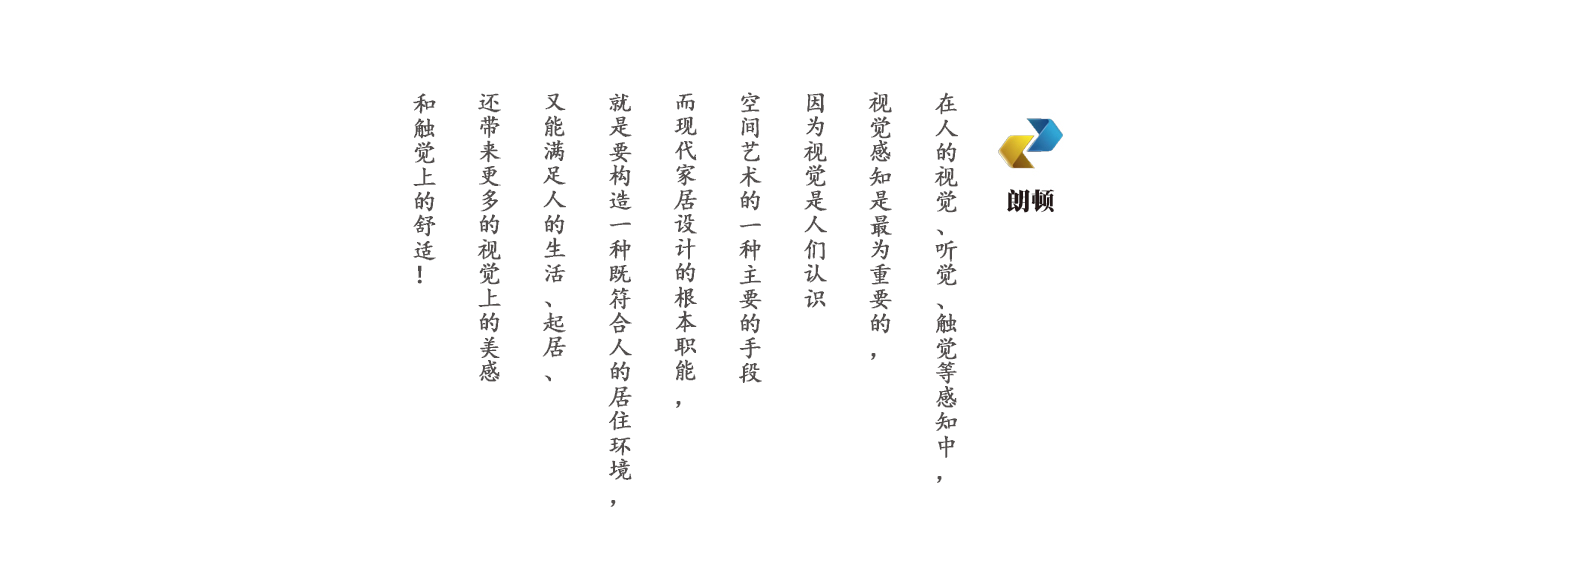 朗顿
在人的视觉、听觉、触觉等感知中，
视觉感知是最为重要的，
因为视觉是人们认识
空间艺术的一种主要的手段
而现代家居设计的根本职能，
就是要构造一种既符合人的居住环境，
又能满足人的生活、起居、
还带来更多的视觉上的美感
和触觉上的舒适！